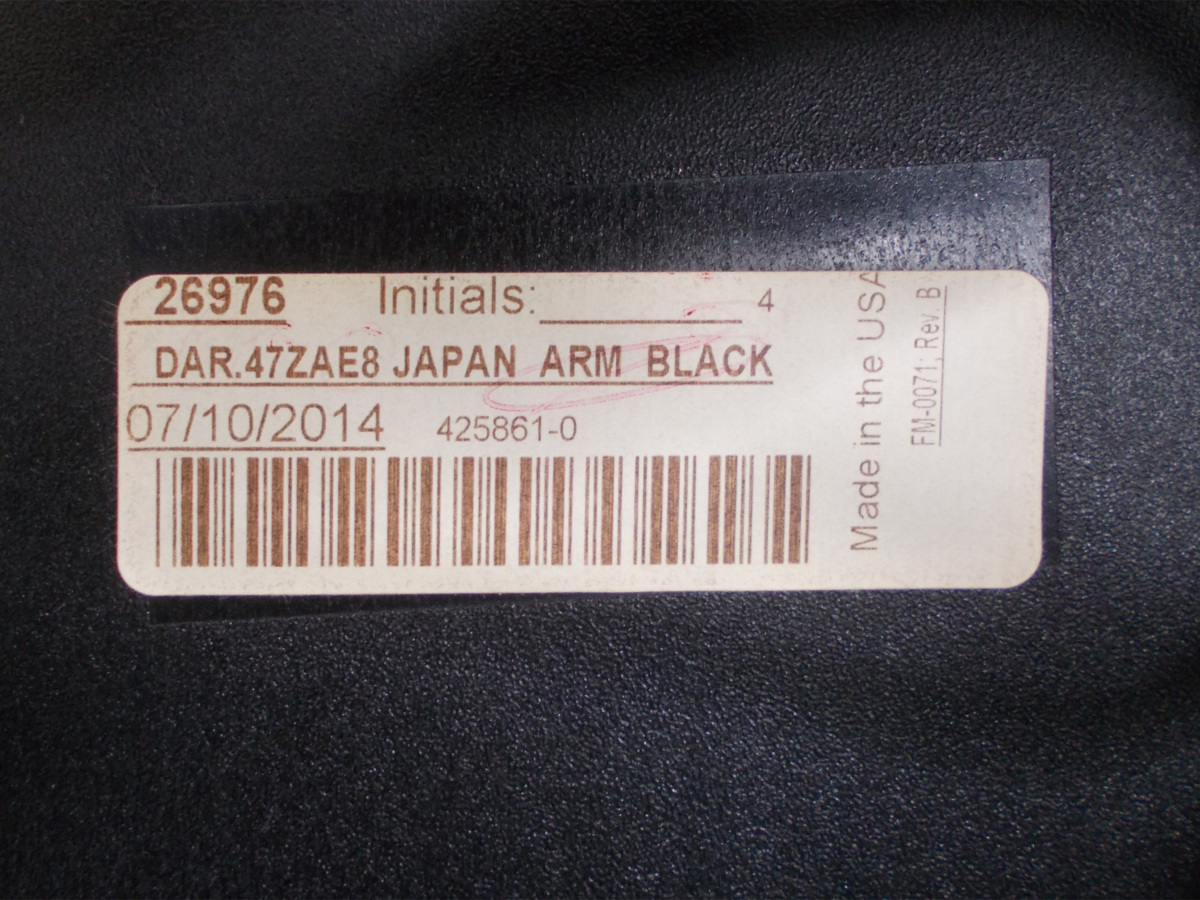 26976 Initials: 4
DAR.47ZAE8 JAPAN ARM BLACK
07/10/2014 425861-0
Made in the USA
FM-0071; Rev. B